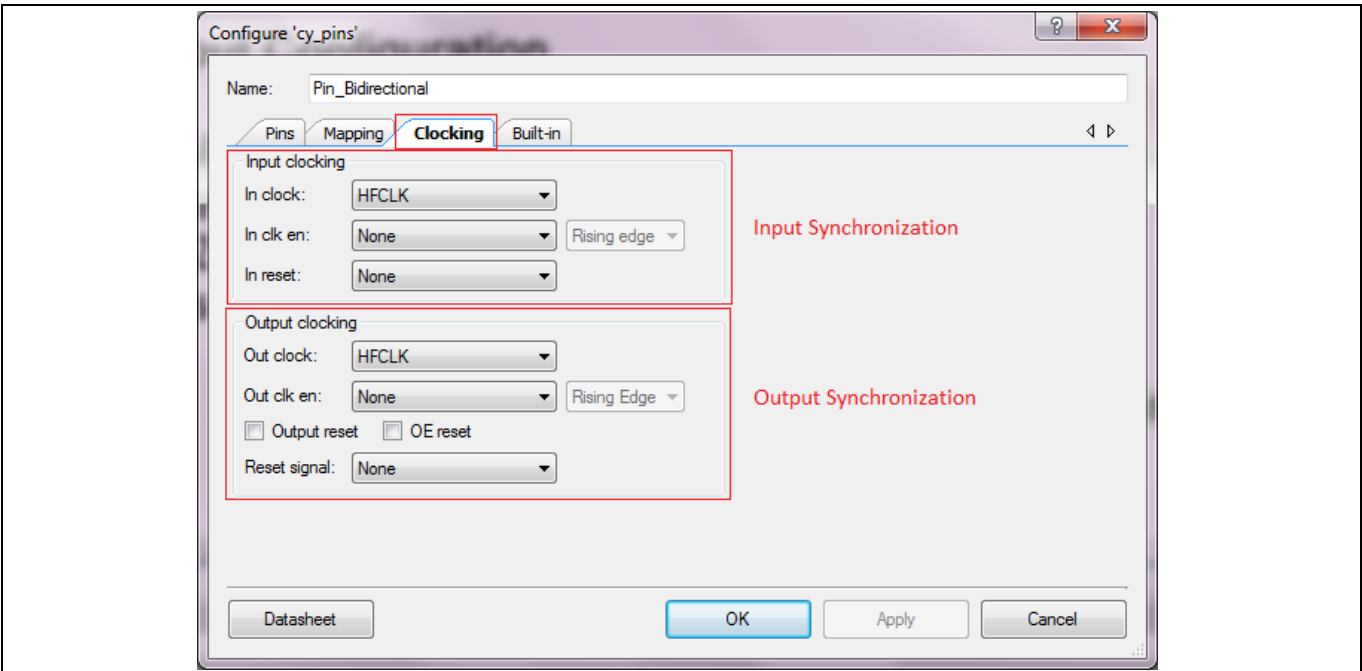 Configure 'cy_pins'
Name: Pin_Bidirectional
Pins Mapping Clocking Built-in
Input clocking
In clock: HFCLK
In clk en: None Rising edge
Input Synchronization
In reset: None
Output clocking
Out clock: HFCLK
Out clk en: None Rising Edge
Output Synchronization
Output reset OE reset
Reset signal: None
Datasheet OK Apply Cancel